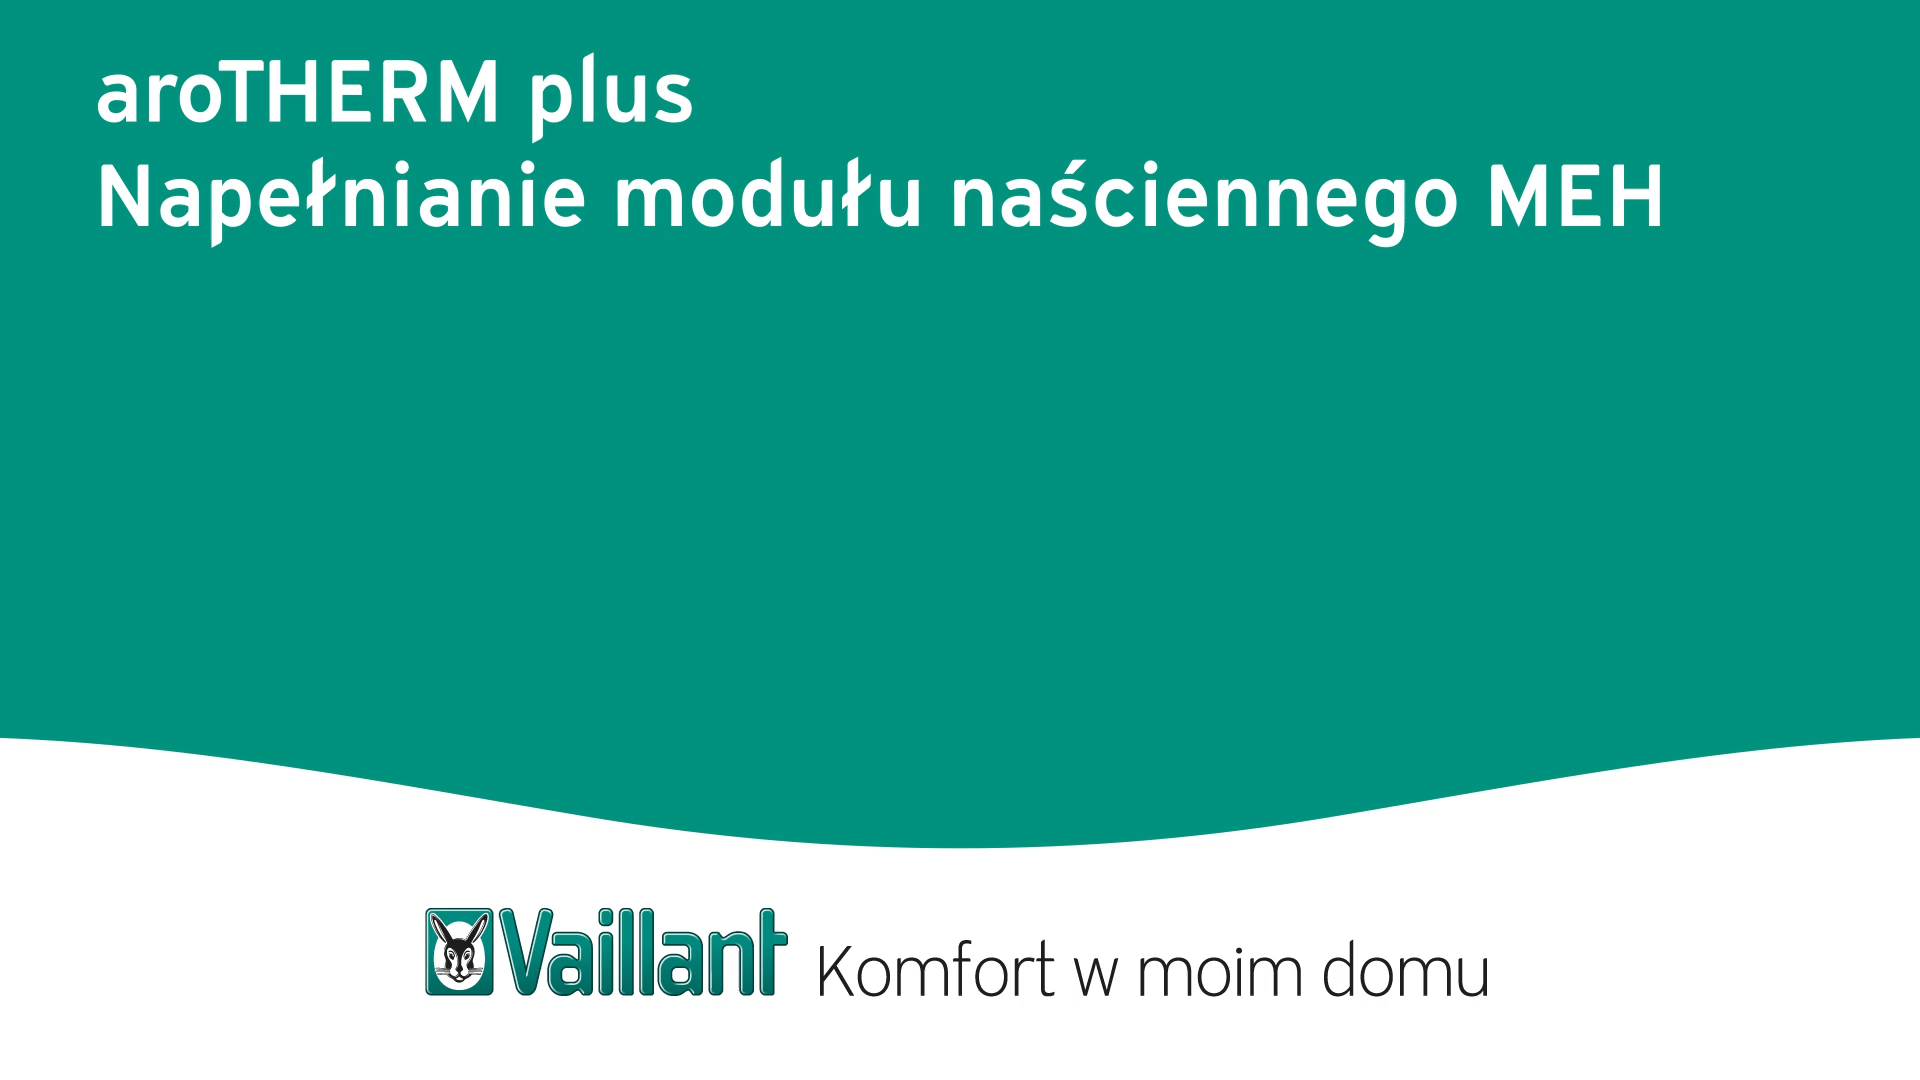 aroTHERM plus
Napełnianie modułu naściennego MEH
Vaillant Komfort w moim domu